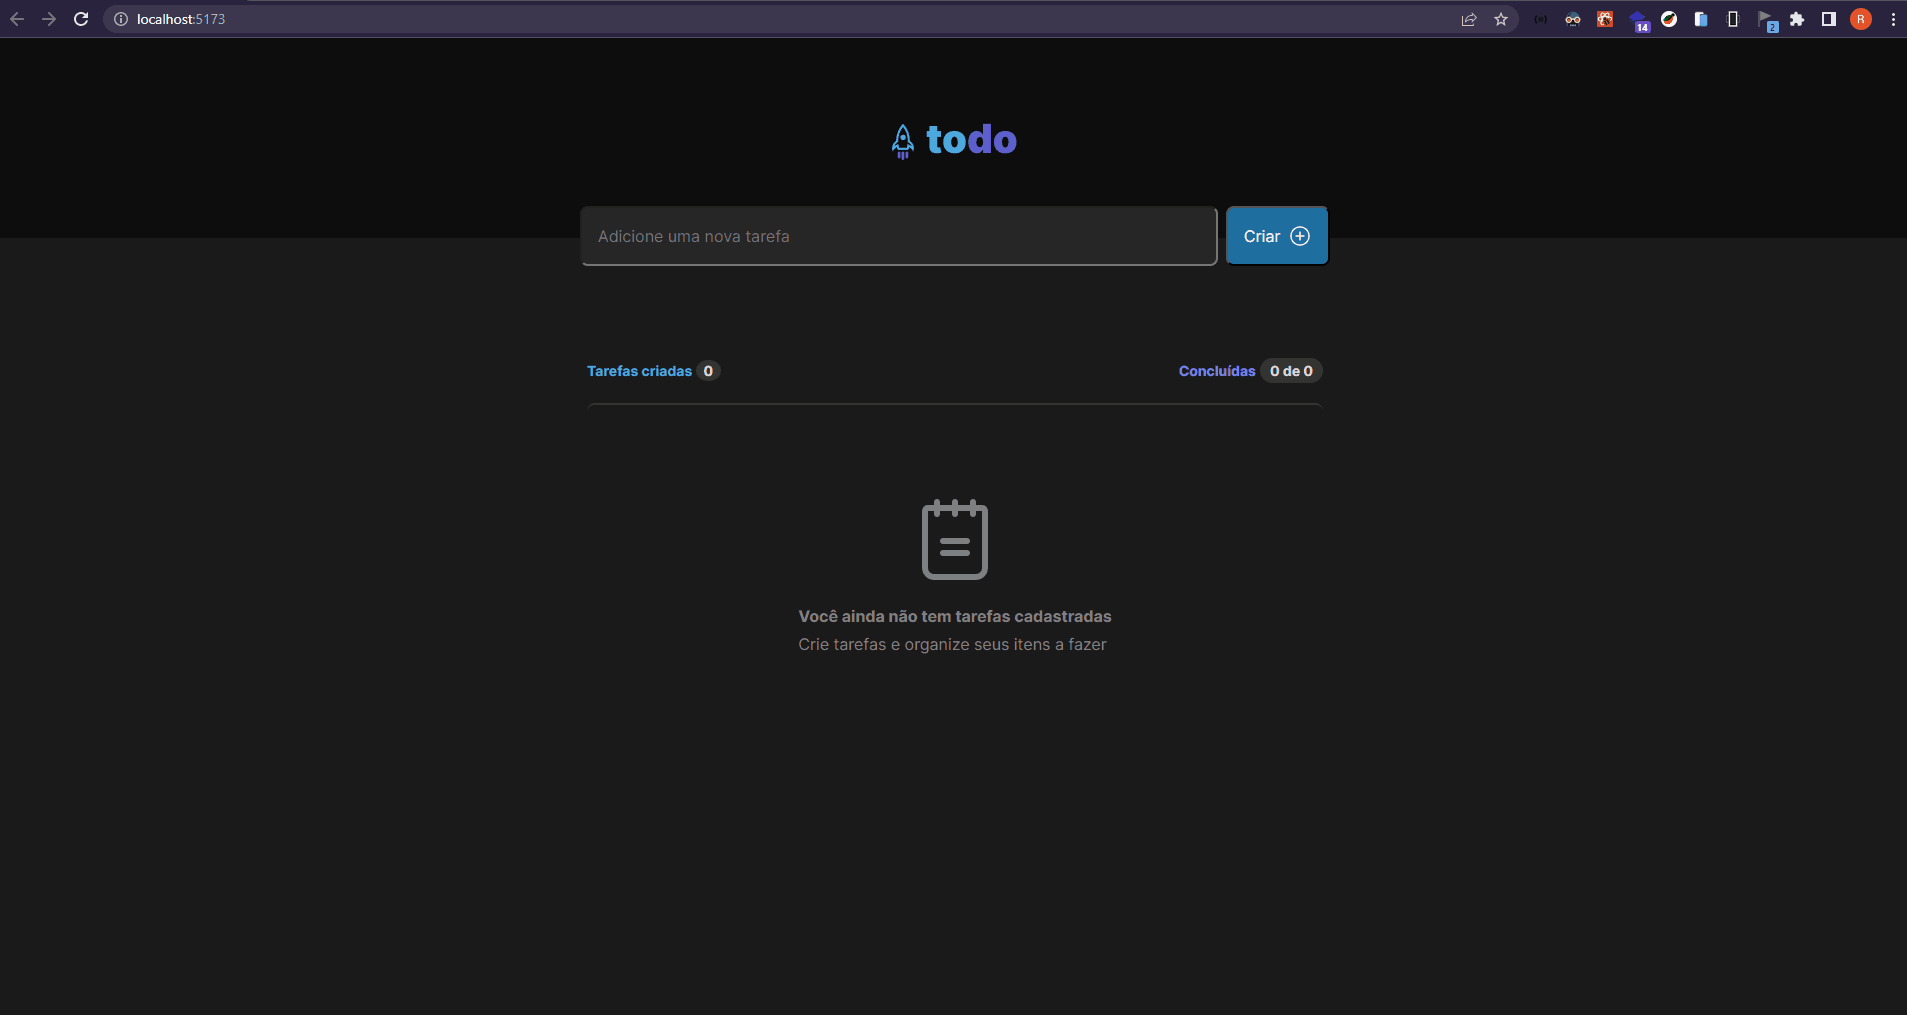 localhost:5173
14
2
R
todo
Adicione uma nova tarefa
Criar
Tarefas criadas 0
Concluídas 0 de 0
Você ainda não tem tarefas cadastradas
Crie tarefas e organize seus itens a fazer